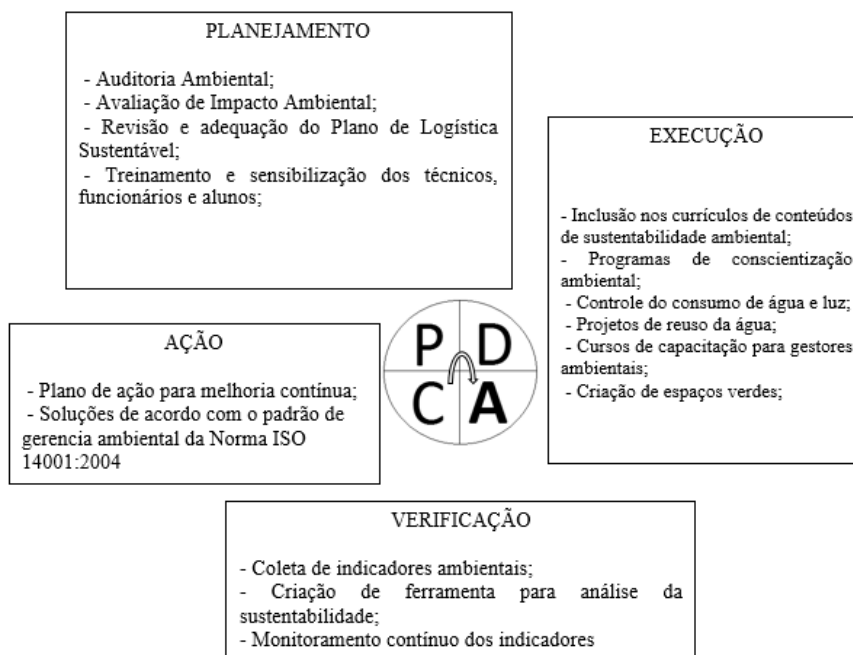 PLANEJAMENTO
- Auditoria Ambiental;
- Avaliação de Impacto Ambiental;
- Revisão e adequação do Plano de Logística
Sustentável;
- Treinamento e sensibilização dos técnicos,
funcionários e alunos;
EXECUÇÃO
- Inclusão nos currículos de conteúdos
de sustentabilidade ambiental;
- Programas de conscientização
ambiental;
- Controle do consumo de água e luz;
- Projetos de reuso da água;
- Cursos de capacitação para gestores
ambientais;
- Criação de espaços verdes;
AÇÃO
- Plano de ação para melhoria contínua;
- Soluções de acordo com o padrão de
gerencia ambiental da Norma ISO
14001:2004
P D
C A
VERIFICAÇÃO
- Coleta de indicadores ambientais;
- Criação de ferramenta para análise da
sustentabilidade;
- Monitoramento contínuo dos indicadores